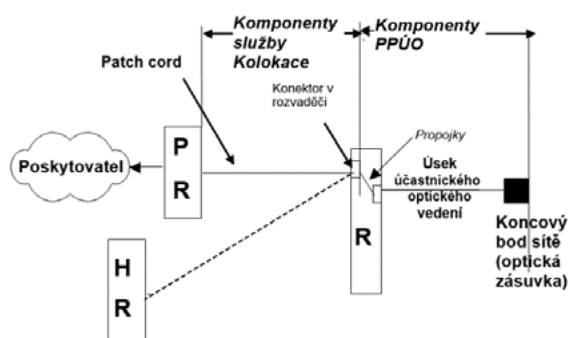 Komponenty
služby
Kolokace
Komponenty
PPÚO
Patch cord
Konektor v
rozvaděči
Propojky
Poskytovatel
P
R
Úsek
účastnického
optického
vedení
R
Koncový
bod sítě
(optická
zásuvka)
H
R